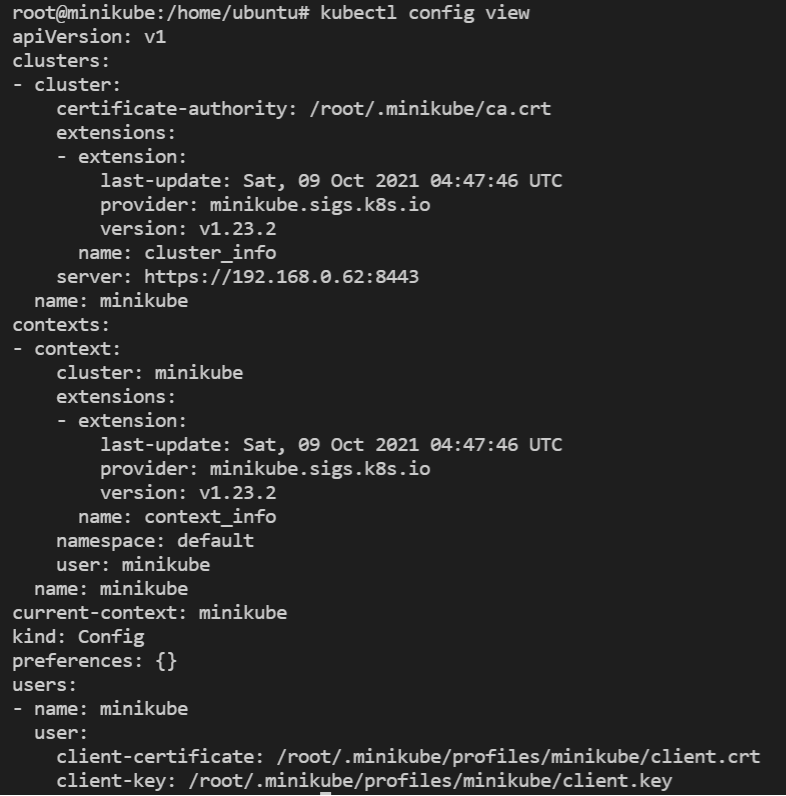 root@minikube:/home/ubuntu# kubectl config view
apiVersion: v1
clusters:
- cluster:
    certificate-authority: /root/.minikube/ca.crt
    extensions:
    - extension:
        last-update: Sat, 09 Oct 2021 04:47:46 UTC
        provider: minikube.sigs.k8s.io
        version: v1.23.2
      name: cluster_info
    server: https://192.168.0.62:8443
  name: minikube
contexts:
- context:
    cluster: minikube
    extensions:
    - extension:
        last-update: Sat, 09 Oct 2021 04:47:46 UTC
        provider: minikube.sigs.k8s.io
        version: v1.23.2
      name: context_info
    namespace: default
    user: minikube
  name: minikube
current-context: minikube
kind: Config
preferences: {}
users:
- name: minikube
  user:
    client-certificate: /root/.minikube/profiles/minikube/client.crt
    client-key: /root/.minikube/profiles/minikube/client.key